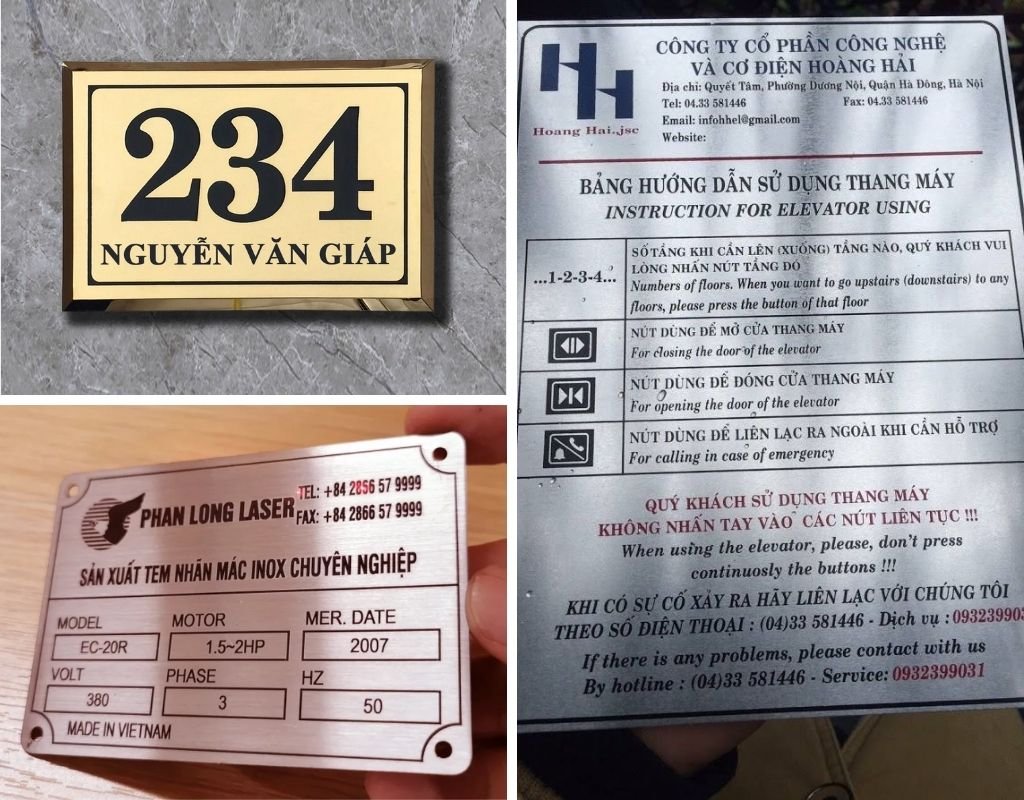 234
NGUYỄN VĂN GIÁP
PHAN LONG LASER
TEL: +84 2856 57 9999
FAX: +84 2866 57 9999
SẢN XUẤT TEM NHÃN MÁC INOX CHUYÊN NGHIỆP
MODEL MOTOR MER. DATE
EC-20R 1.5~2HP 2007
VOLT PHASE HZ
380 3 50
MADE IN VIETNAM
HH
Hoang Hai.,jsc
CÔNG TY CỔ PHẦN CÔNG NGHỆ
VÀ CƠ ĐIỆN HOÀNG HẢI
Địa chỉ: Quyết Tâm, Phường Dương Nội, Quận Hà Đông, Hà Nội
Tel: 04.33 581446 Fax: 04.33 581446
Email: infohhel@gmail.com
Website:
BẢNG HƯỚNG DẪN SỬ DỤNG THANG MÁY
INSTRUCTION FOR ELEVATOR USING
...1-2-3-4...
SỐ TẦNG KHI CẦN LÊN (XUỐNG) TẦNG NÀO, QUÝ KHÁCH VUI
LÒNG NHẤN NÚT TẦNG ĐÓ
Numbers of floors. When you want to go upstairs (downstairs) to any
floors, please press the button of that floor
NÚT DÙNG ĐỂ MỞ CỬA THANG MÁY
For closing the door of the elevator
NÚT DÙNG ĐỂ ĐÓNG CỬA THANG MÁY
For opening the door of the elevator
NÚT DÙNG ĐỂ LIÊN LẠC RA NGOÀI KHI CẦN HỖ TRỢ
For calling in case of emergency
QUÝ KHÁCH SỬ DỤNG THANG MÁY
KHÔNG NHẤN TAY VÀO CÁC NÚT LIÊN TỤC !!!
When using the elevator, please, don't press
continuosly the buttons !!!
KHI CÓ SỰ CỐ XẢY RA HÃY LIÊN LẠC VỚI CHÚNG TÔI
THEO SỐ ĐIỆN THOẠI : (04)33 581446 - Dịch vụ :
If there is any problems, please contact with us
By hotline : (04)33 581446 - Service: 0932399031